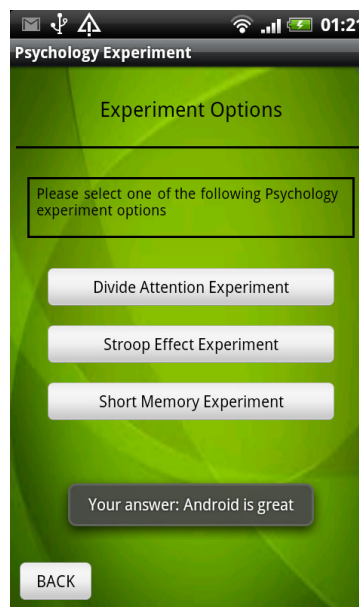 01:21
Psychology Experiment
Experiment Options
Please select one of the following Psychology
experiment options
Divide Attention Experiment
Stroop Effect Experiment
Short Memory Experiment
Your answer: Android is great
BACK